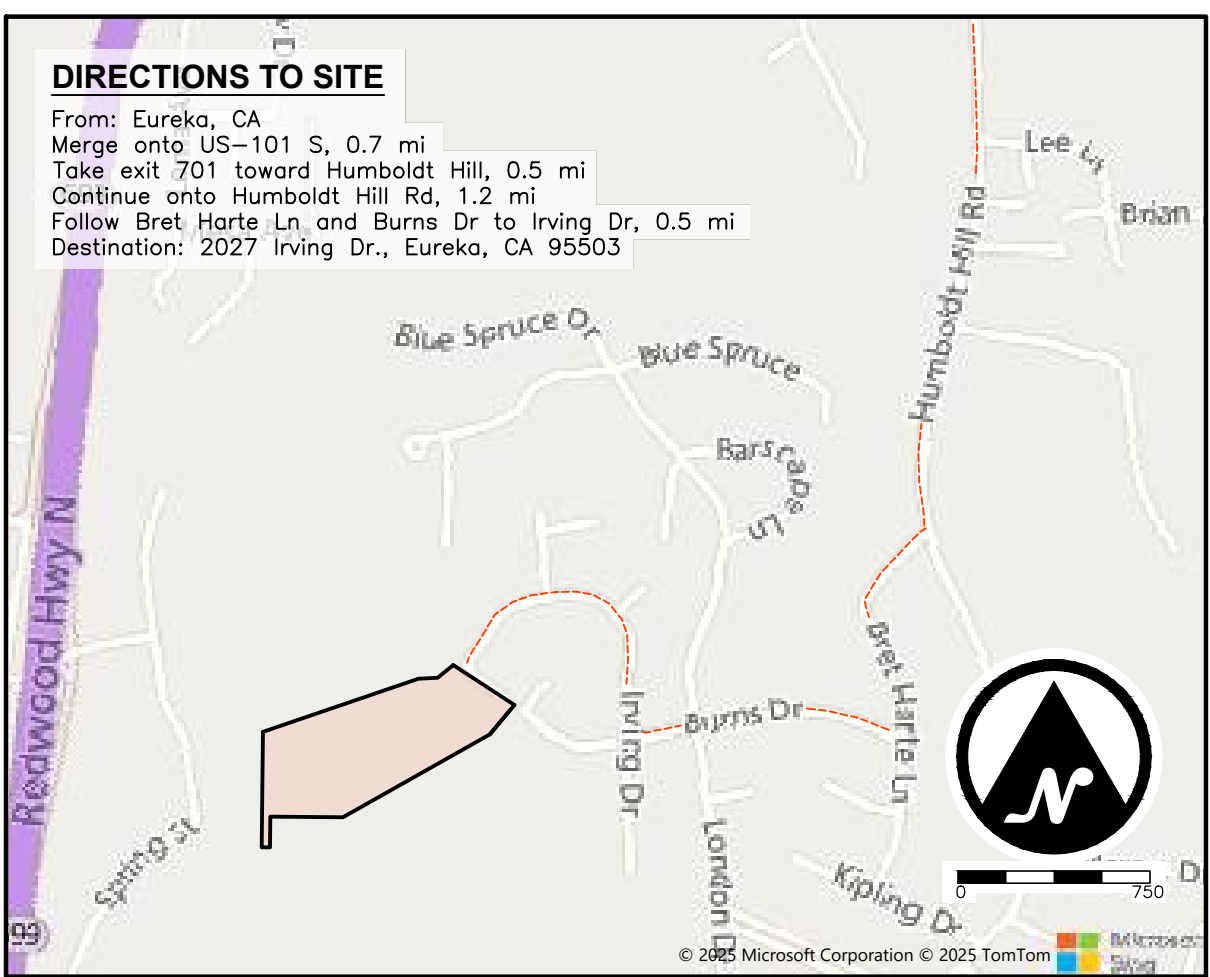 DIRECTIONS TO SITE
From: Eureka, CA
Merge onto US-101 S, 0.7 mi
Take exit 701 toward Humboldt Hill, 0.5 mi
Continue onto Humboldt Hill Rd, 1.2 mi
Follow Bret Harte Ln and Burns Dr to Irving Dr, 0.5 mi
Destination: 2027 Irving Dr., Eureka, CA 95503
Lee Ln
Brian
Humboldt Hill Rd
Blue Spruce Dr
Blue Spruce
Barscape Ln
Redwood Hwy N
Bret Harte Ln
Burns Dr
Irving Dr
Spring St
London Dr
Kipling Dr
N
0 750
© 2025 Microsoft Corporation © 2025 TomTom
Microsoft
Bing